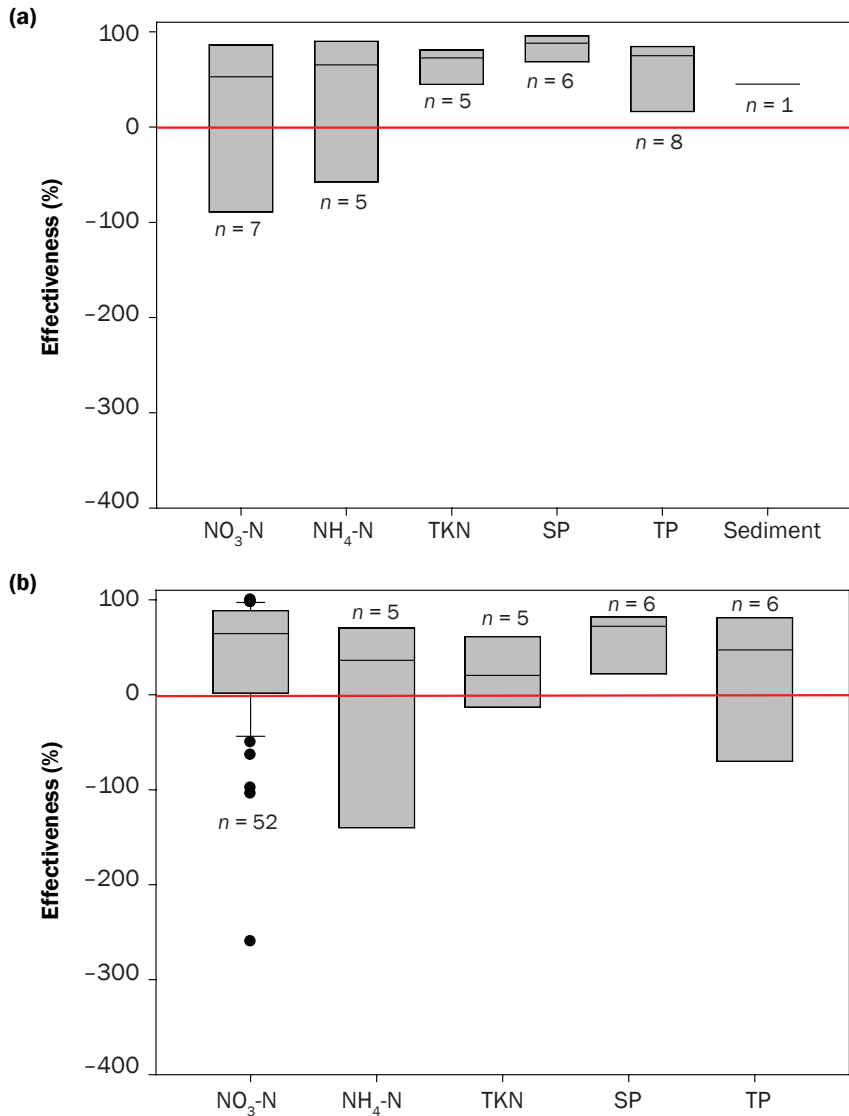 (a)
Effectiveness (%)
100
0
–100
–200
–300
–400
n = 7
n = 5
n = 5
n = 6
n = 8
n = 1
NO3-N
NH4-N
TKN
SP
TP
Sediment
(b)
Effectiveness (%)
100
0
–100
–200
–300
–400
n = 52
n = 5
n = 5
n = 6
n = 6
NO3-N
NH4-N
TKN
SP
TP